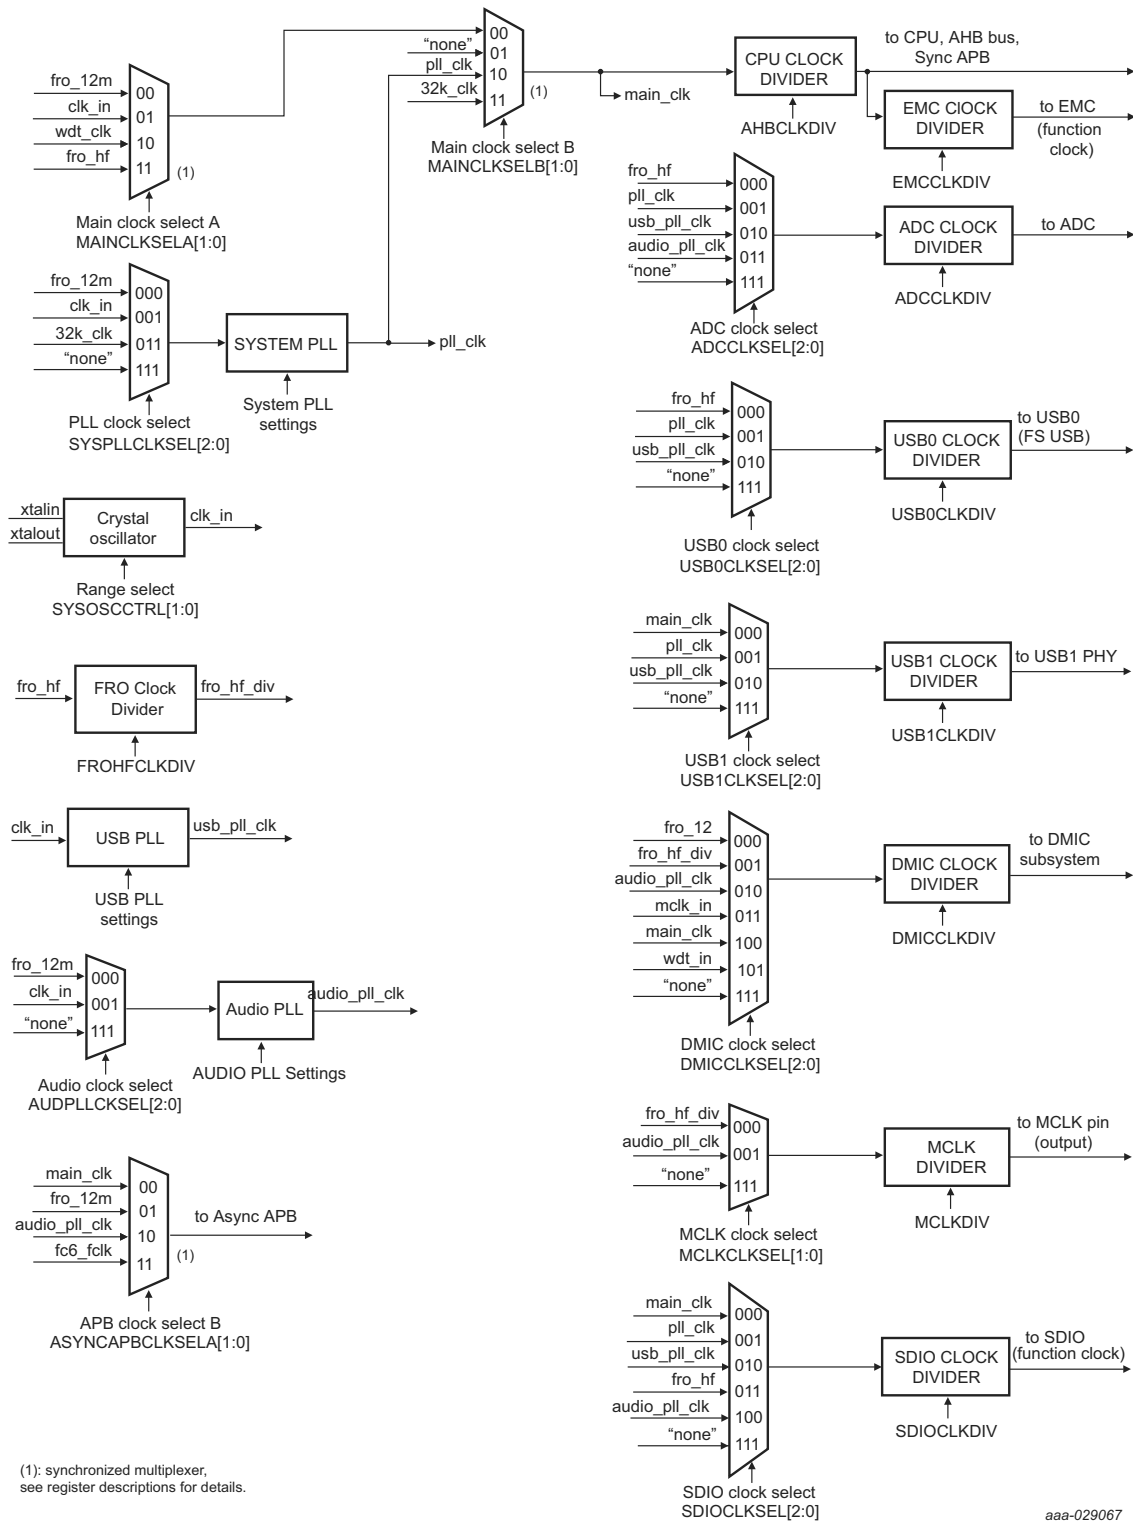 fro_12m
clk_in
wdt_clk
fro_hf
00
01
10
11
(1)
Main clock select A
MAINCLKSELA[1:0]
“none”
pll_clk
32k_clk
00
01
10
11
(1)
Main clock select B
MAINCLKSELB[1:0]
main_clk
CPU CLOCK
DIVIDER
AHBCLKDIV
to CPU, AHB bus,
Sync APB
EMC ClOCK
DIVIDER
EMCCLKDIV
to EMC
(function
clock)
fro_12m
clk_in
32k_clk
“none”
000
001
011
111
PLL clock select
SYSPLLCLKSEL[2:0]
SYSTEM PLL
System PLL
settings
pll_clk
fro_hf
pll_clk
usb_pll_clk
audio_pll_clk
“none”
000
001
010
011
111
ADC clock select
ADCCLKSEL[2:0]
ADC CLOCK
DIVIDER
ADCCLKDIV
to ADC
fro_hf
pll_clk
usb_pll_clk
“none”
000
001
010
111
USB0 clock select
USB0CLKSEL[2:0]
USB0 CLOCK
DIVIDER
USB0CLKDIV
to USB0
(FS USB)
xtalin
xtalout
Crystal
oscillator
clk_in
Range select
SYSOSCCTRL[1:0]
main_clk
pll_clk
usb_pll_clk
“none”
000
001
010
111
USB1 clock select
USB1CLKSEL[2:0]
USB1 CLOCK
DIVIDER
USB1CLKDIV
to USB1 PHY
fro_hf
FRO Clock
Divider
fro_hf_div
FROHFCLKDIV
clk_in
USB PLL
usb_pll_clk
USB PLL
settings
fro_12
fro_hf_div
audio_pll_clk
mclk_in
main_clk
wdt_in
“none”
000
001
010
011
100
101
111
DMIC clock select
DMICCLKSEL[2:0]
DMIC CLOCK
DIVIDER
DMICCLKDIV
to DMIC
subsystem
fro_12m
clk_in
“none”
000
001
111
Audio clock select
AUDPLLCKSEL[2:0]
Audio PLL
audio_pll_clk
AUDIO PLL Settings
fro_hf_div
audio_pll_clk
“none”
000
001
111
MCLK clock select
MCLKCLKSEL[1:0]
MCLK
DIVIDER
MCLKDIV
to MCLK pin
(output)
main_clk
fro_12m
audio_pll_clk
fc6_fclk
00
01
10
11
(1)
to Async APB
APB clock select B
ASYNCAPBCLKSELA[1:0]
main_clk
pll_clk
usb_pll_clk
fro_hf
audio_pll_clk
“none”
000
001
010
011
100
111
SDIO clock select
SDIOCLKSEL[2:0]
SDIO CLOCK
DIVIDER
SDIOCLKDIV
to SDIO
(function clock)
(1): synchronized multiplexer,
see register descriptions for details.
aaa-029067